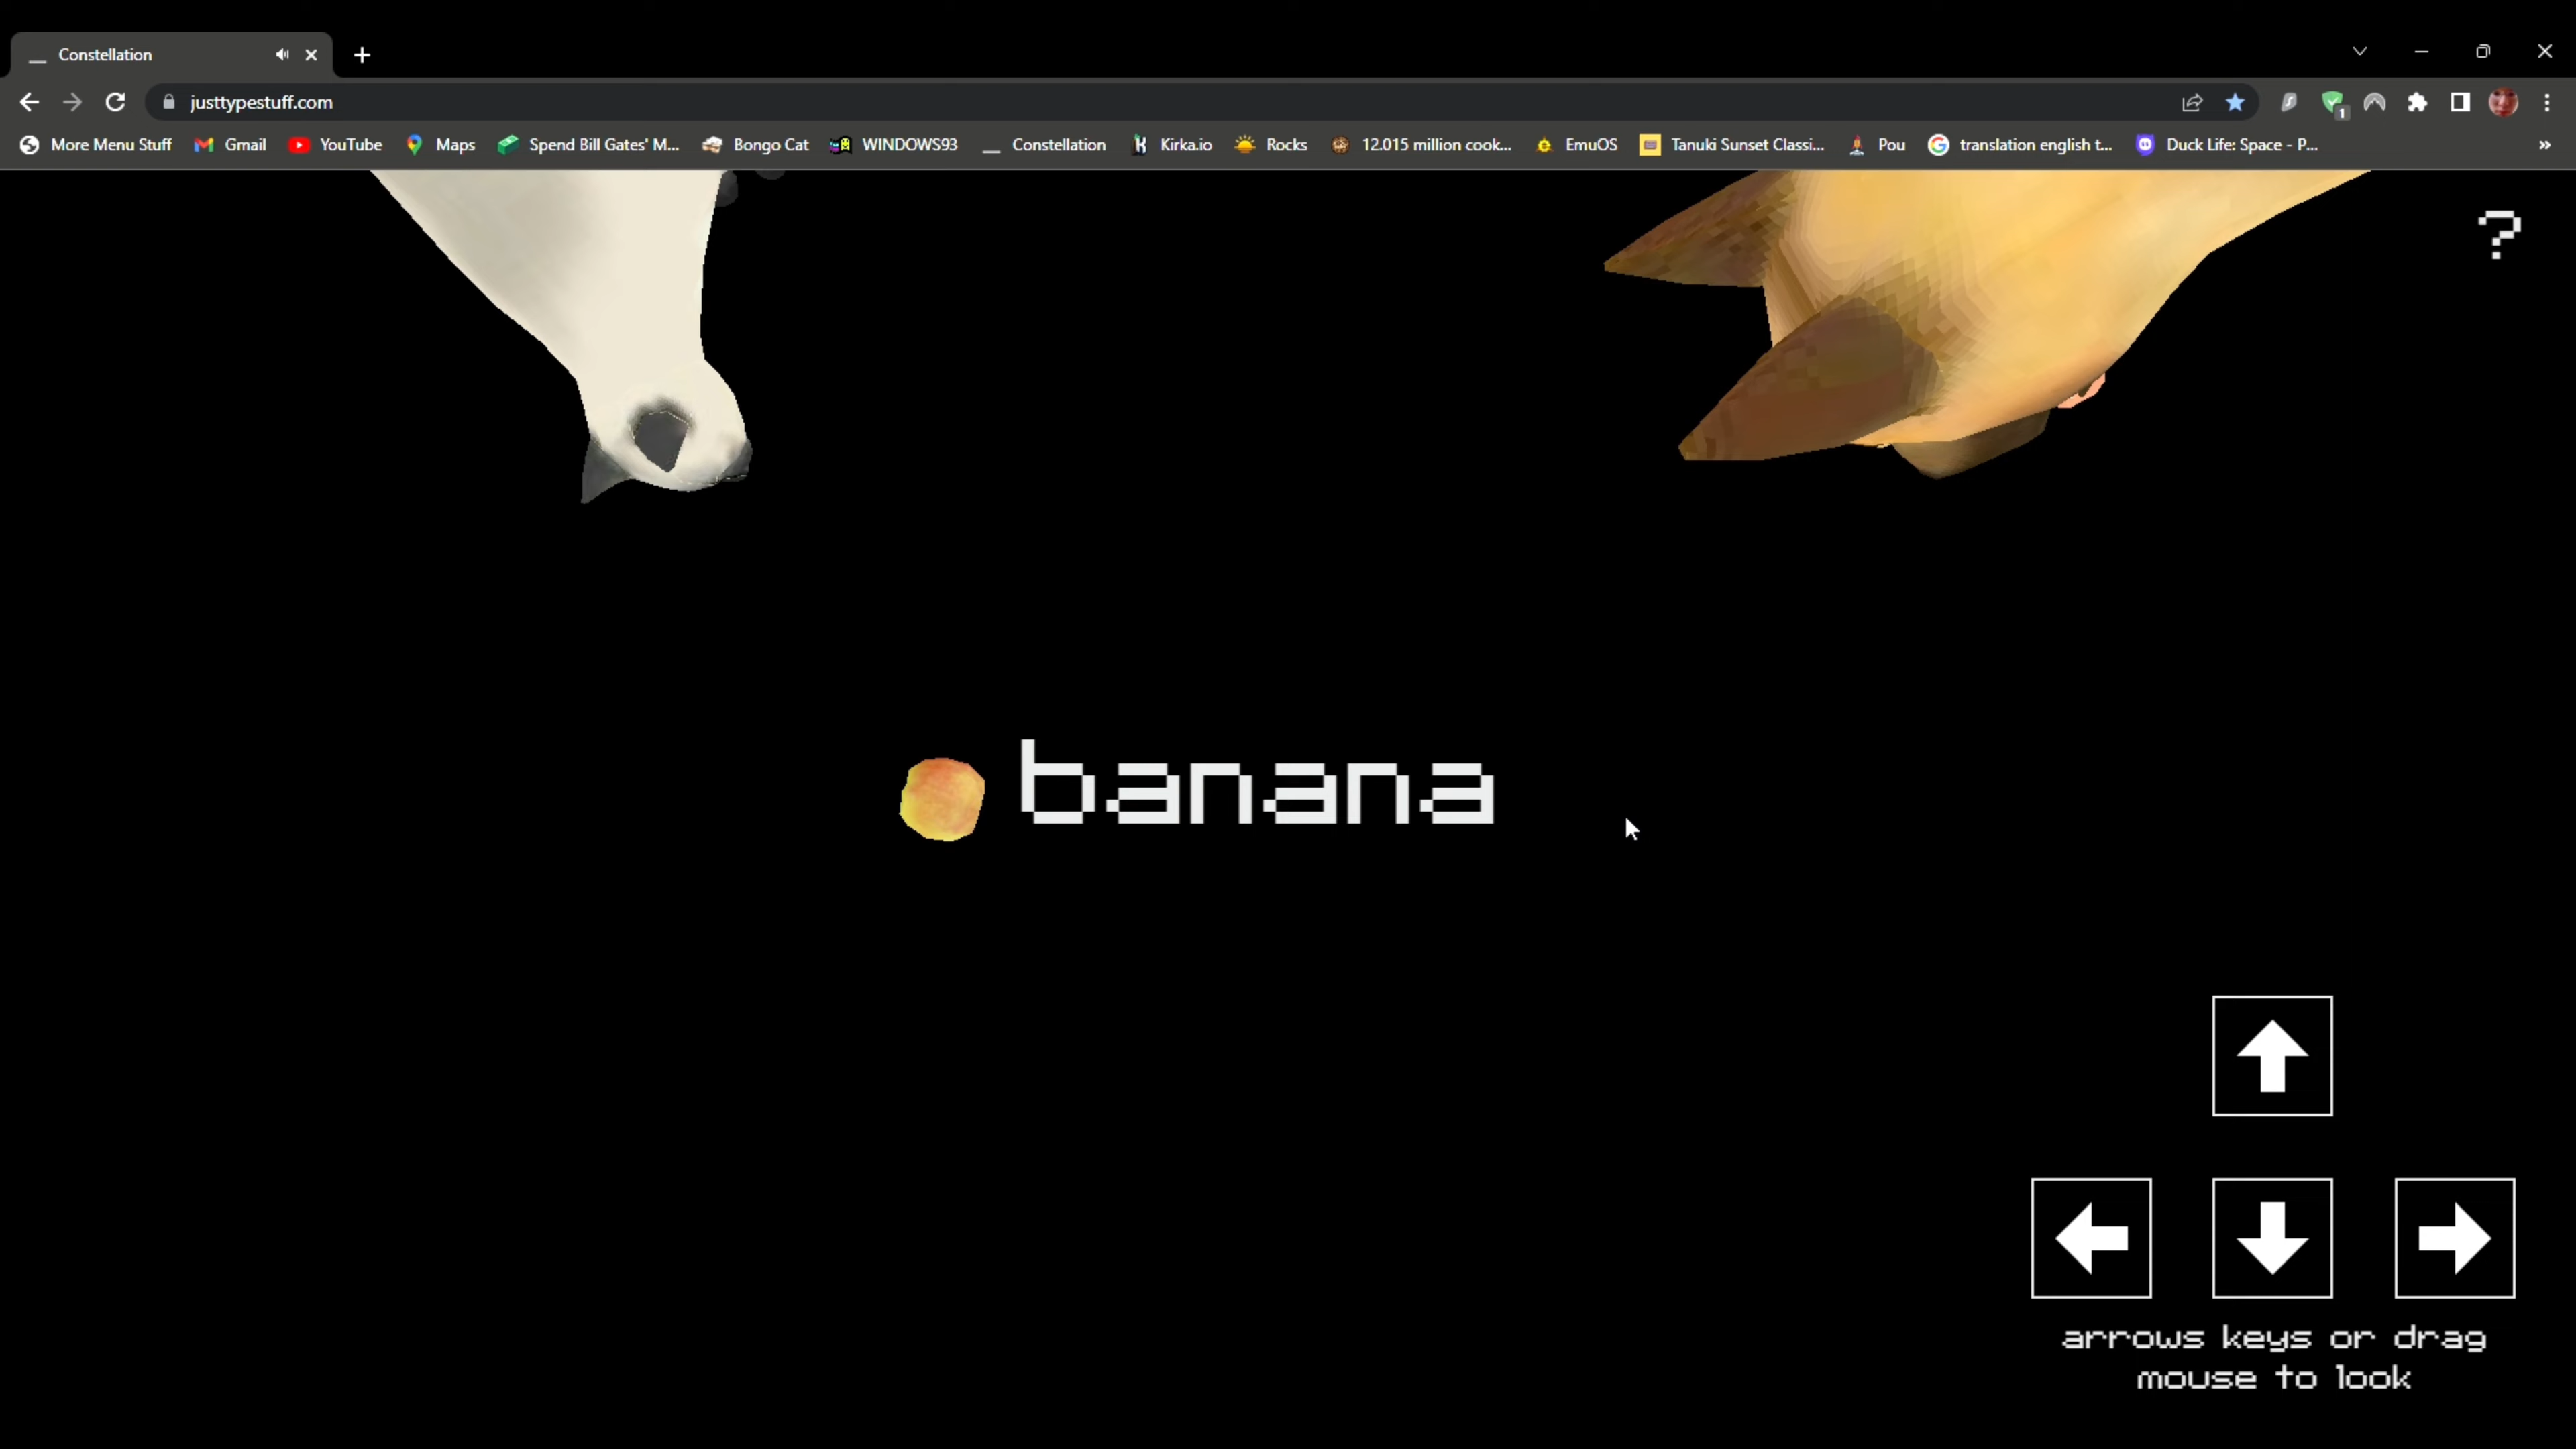 Constellation
justtypestuff.com
1
More Menu Stuff Gmail YouTube Maps Spend Bill Gates' M... Bongo Cat WINDOWS93 Constellation Kirka.io Rocks 12.015 million cook... EmuOS Tanuki Sunset Classi... Pou translation english t... Duck Life: Space - P... »
?
banana
arrows keys or drag
mouse to look